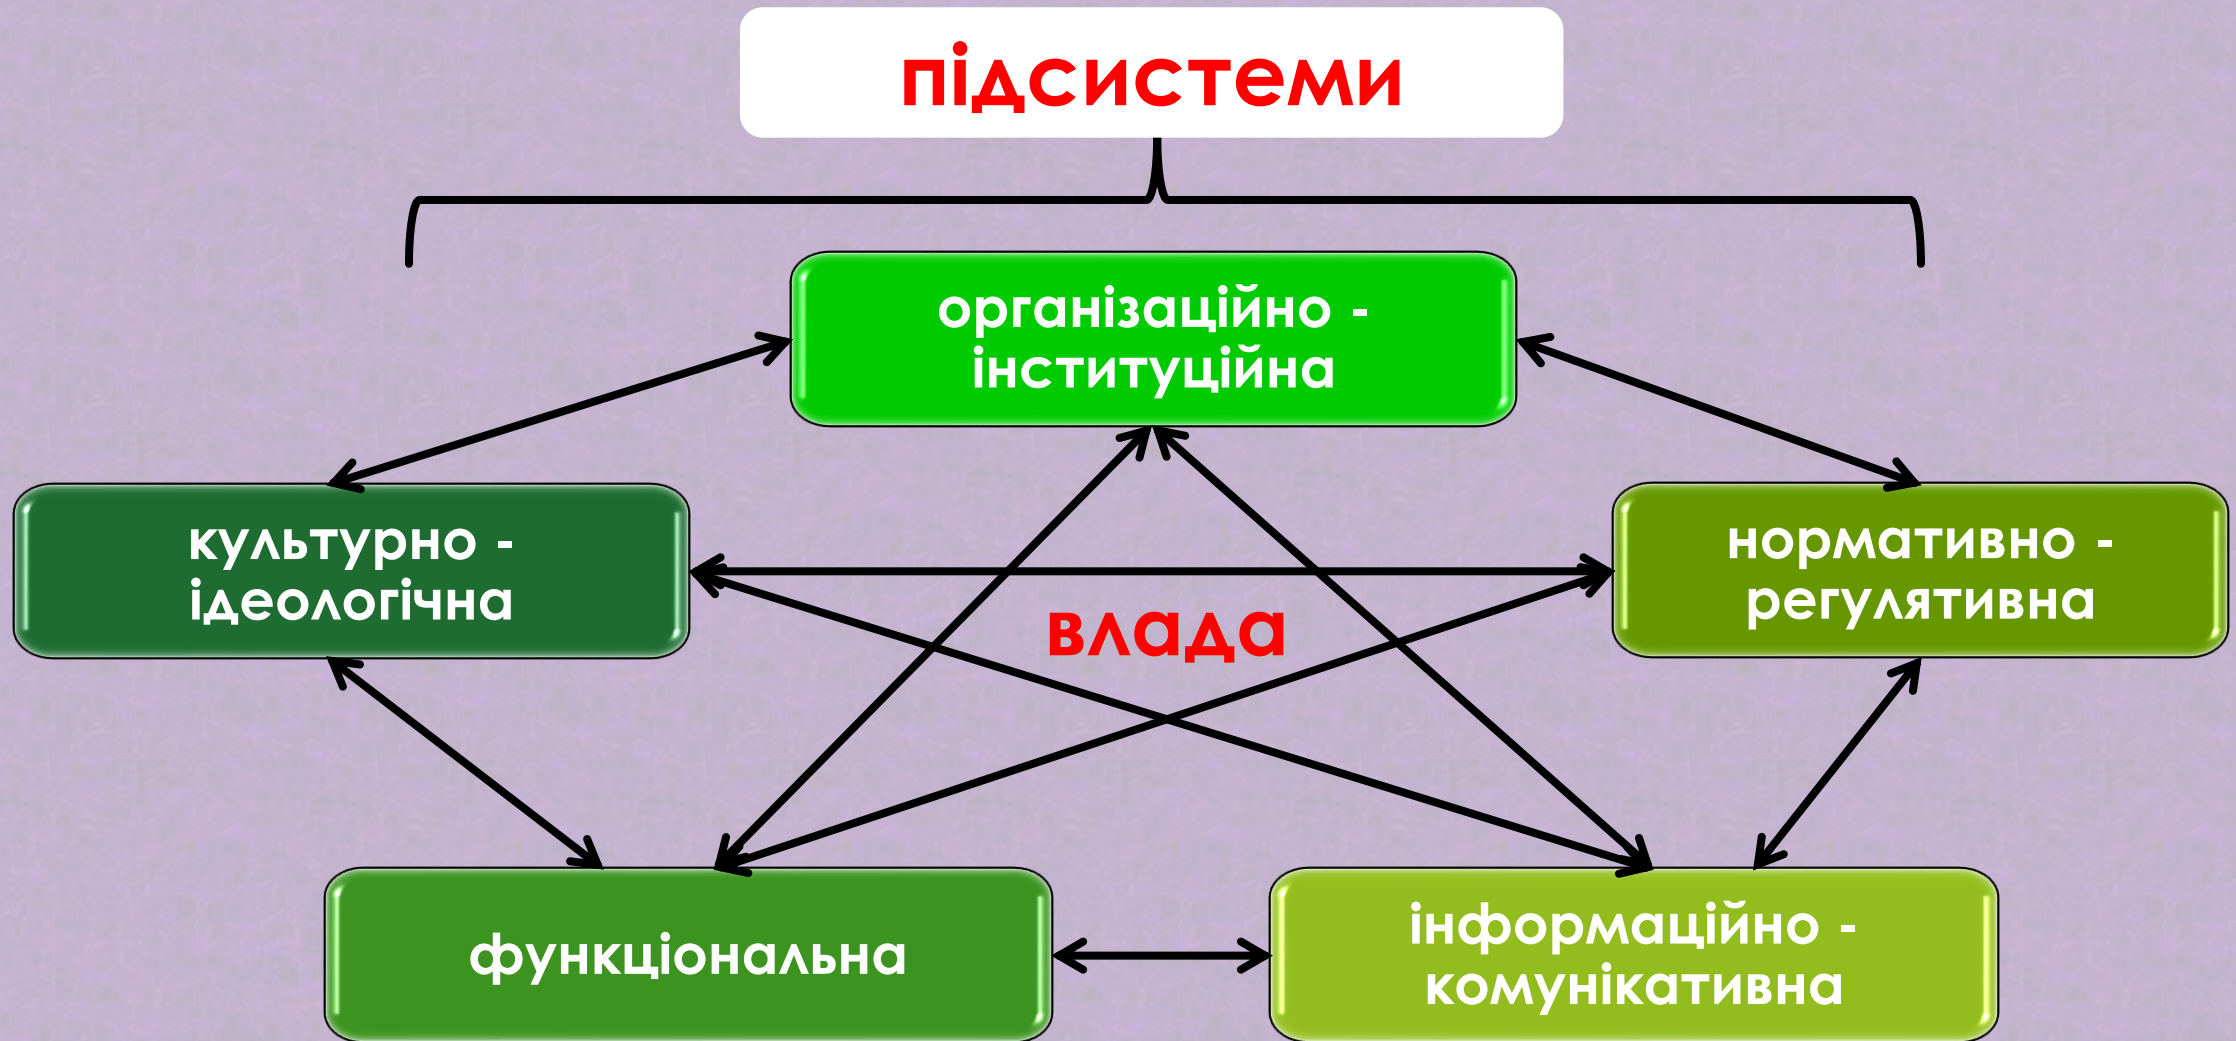 підсистеми
організаційно -
інституційна
культурно -
ідеологічна
нормативно -
регулятивна
влада
функціональна
інформаційно -
комунікативна